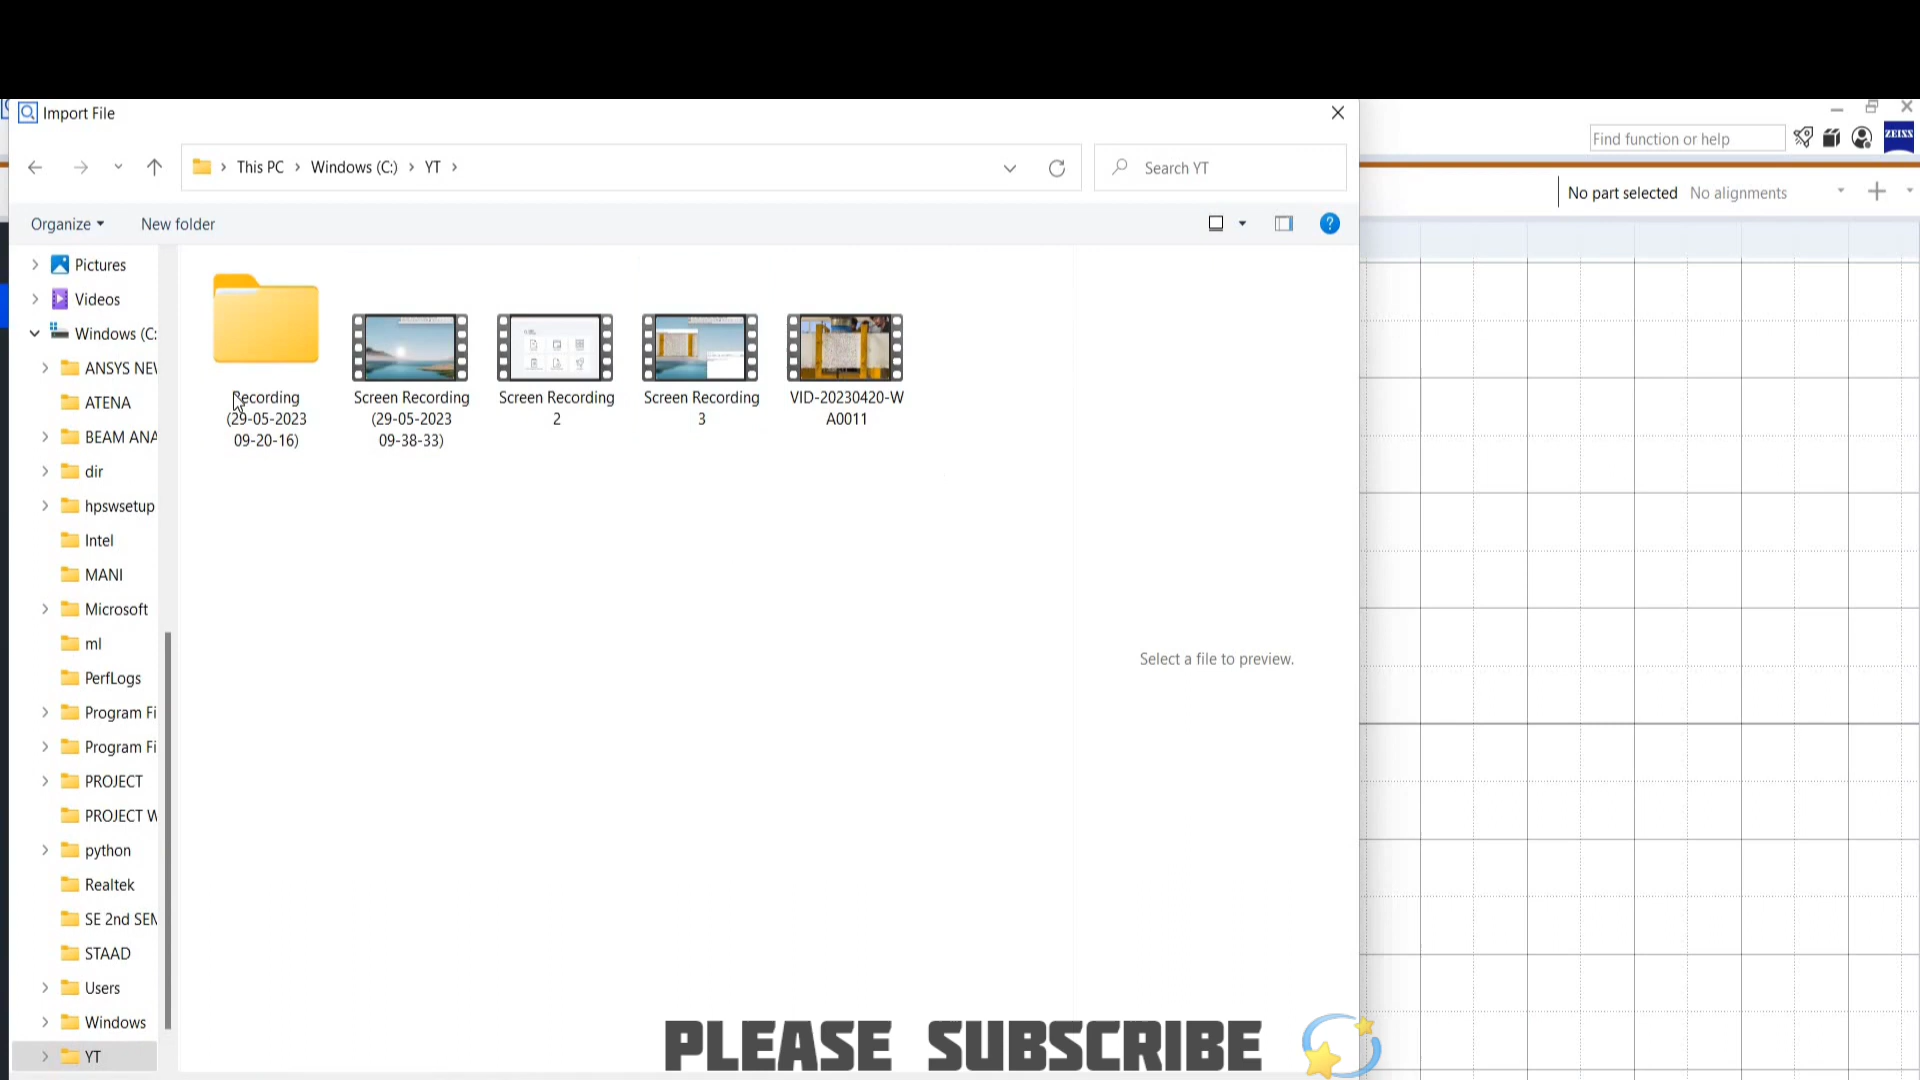 Import File
Find function or help
ZEISS
This PC > Windows (C:) > YT >
Search YT
No part selected No alignments
Organize
New folder
?
Pictures
Videos
Windows (C:
ANSYS NEW
ATENA
BEAM ANA
dir
hpswsetup
Intel
MANI
Microsoft
ml
PerfLogs
Program Fi
Program Fi
PROJECT
PROJECT W
python
Realtek
SE 2nd SEM
STAAD
Users
Windows
YT
Recording
(29-05-2023
09-20-16)
Screen Recording
(29-05-2023
09-38-33)
Screen Recording
2
Screen Recording
3
VID-20230420-W
A0011
Select a file to preview.
PLEASE SUBSCRIBE